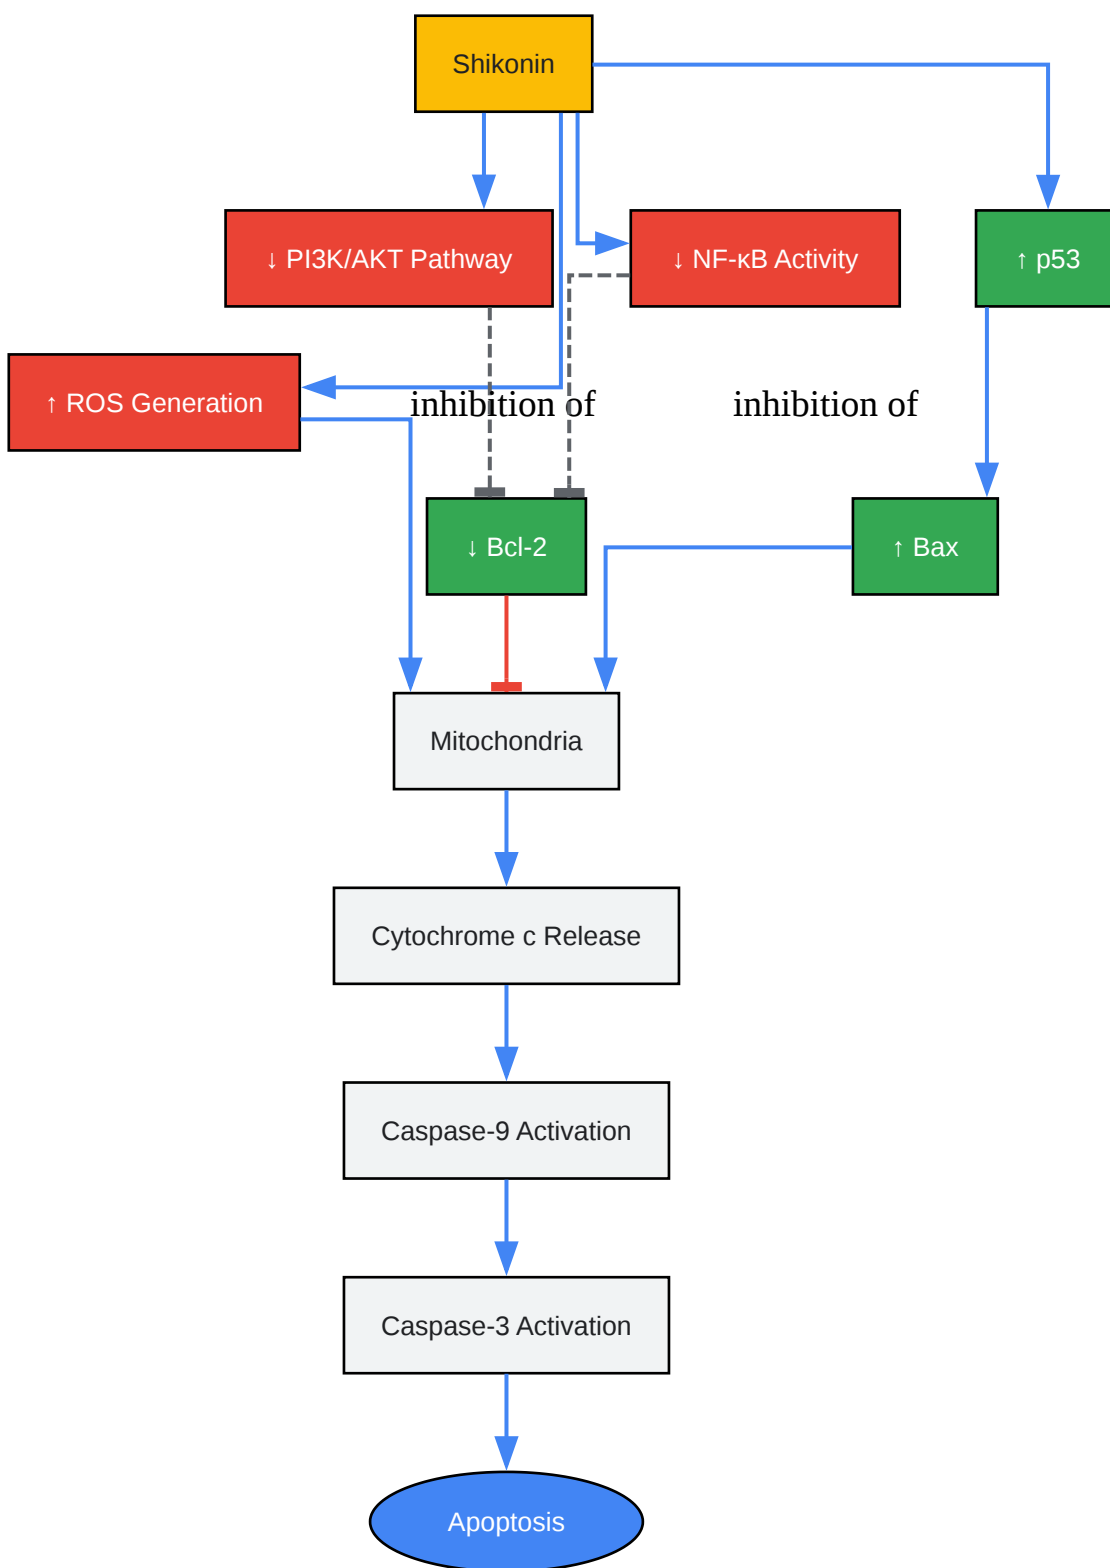 Shikonin
↓ PI3K/AKT Pathway
↓ NF-κB Activity
↑ p53
↑ ROS Generation
inhibition of
inhibition of
↓ Bcl-2
↑ Bax
Mitochondria
Cytochrome c Release
Caspase-9 Activation
Caspase-3 Activation
Apoptosis